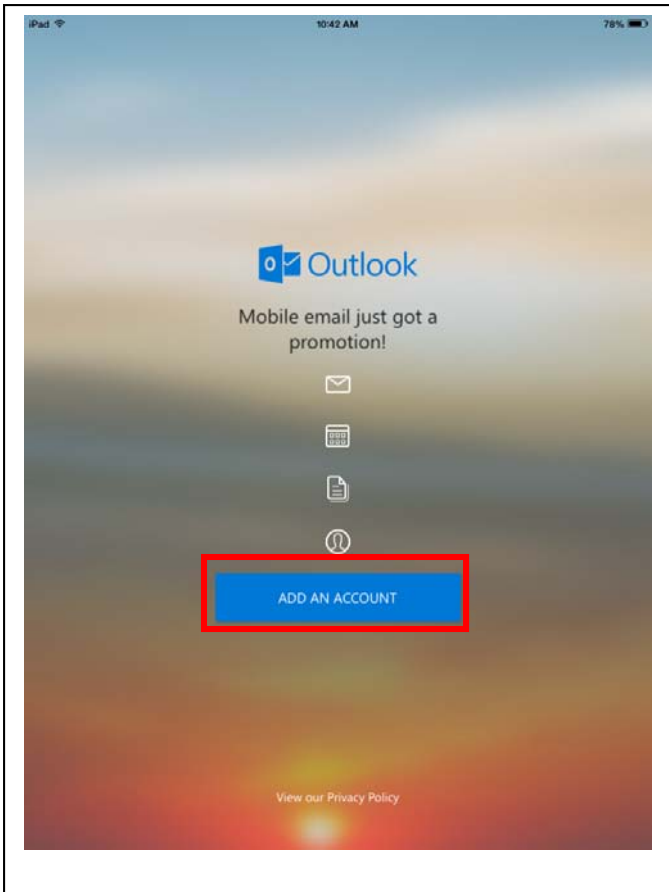 iPad 10:42 AM 78%
Outlook
Mobile email just got a
promotion!
ADD AN ACCOUNT
View our Privacy Policy